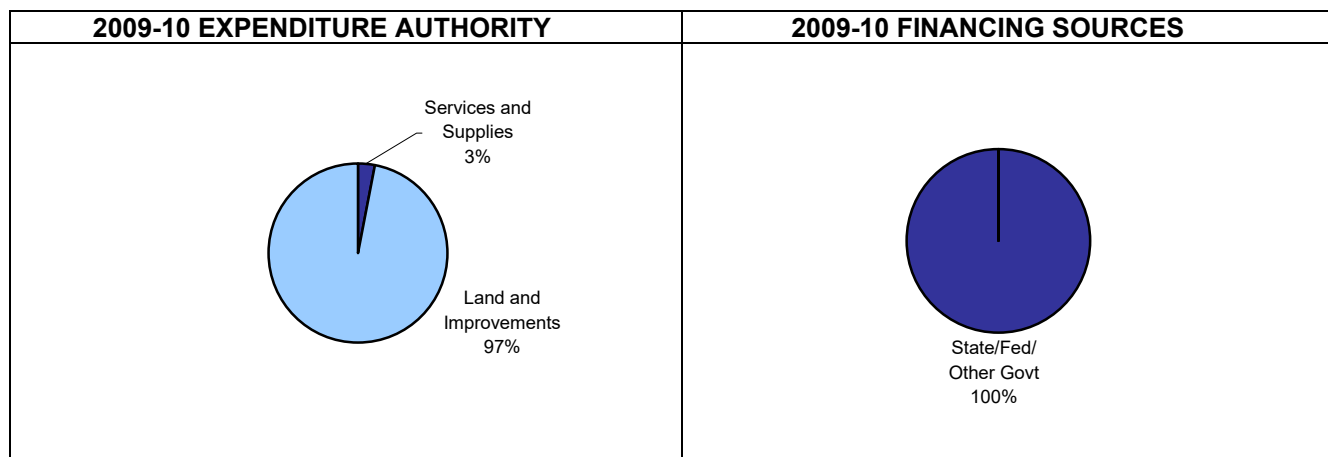 2009-10 EXPENDITURE AUTHORITY
Services and
Supplies
3%
Land and
Improvements
97%
2009-10 FINANCING SOURCES
State/Fed/
Other Govt
100%